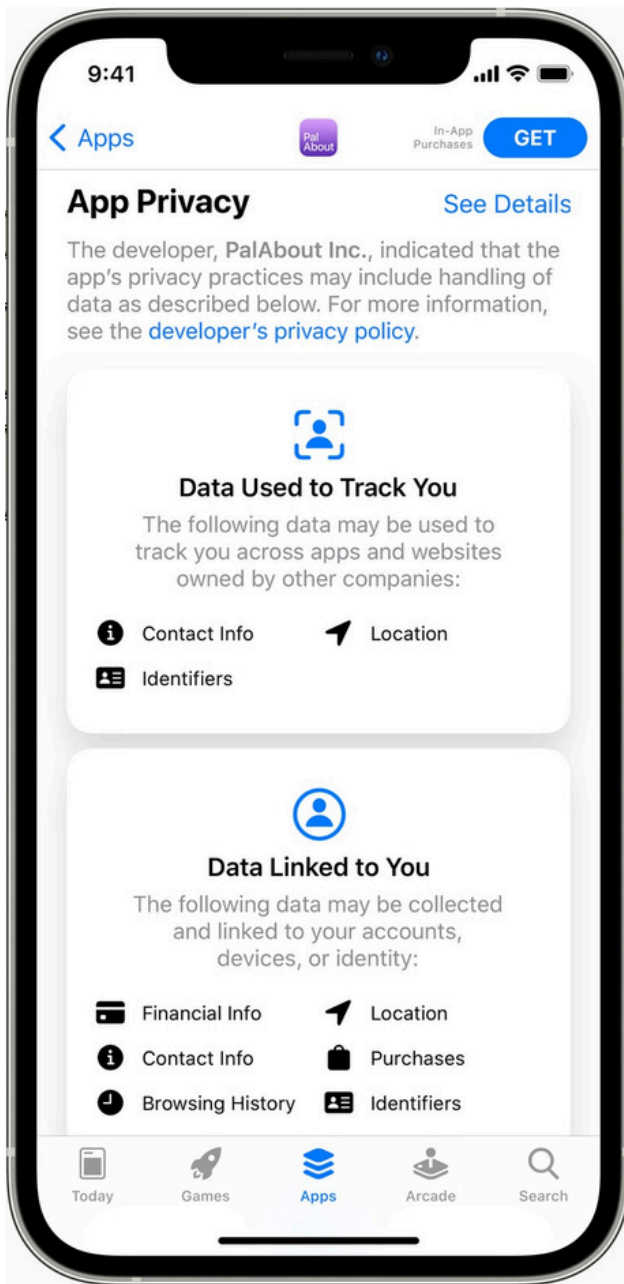 9:41
Apps
Pal
About
In-App
Purchases
GET
App Privacy
See Details
The developer, PalAbout Inc., indicated that the
app's privacy practices may include handling of
data as described below. For more information,
see the developer's privacy policy.
Data Used to Track You
The following data may be used to
track you across apps and websites
owned by other companies:
Contact Info
Location
Identifiers
Data Linked to You
The following data may be collected
and linked to your accounts,
devices, or identity:
Financial Info
Location
Contact Info
Purchases
Browsing History
Identifiers
Today
Games
Apps
Arcade
Search